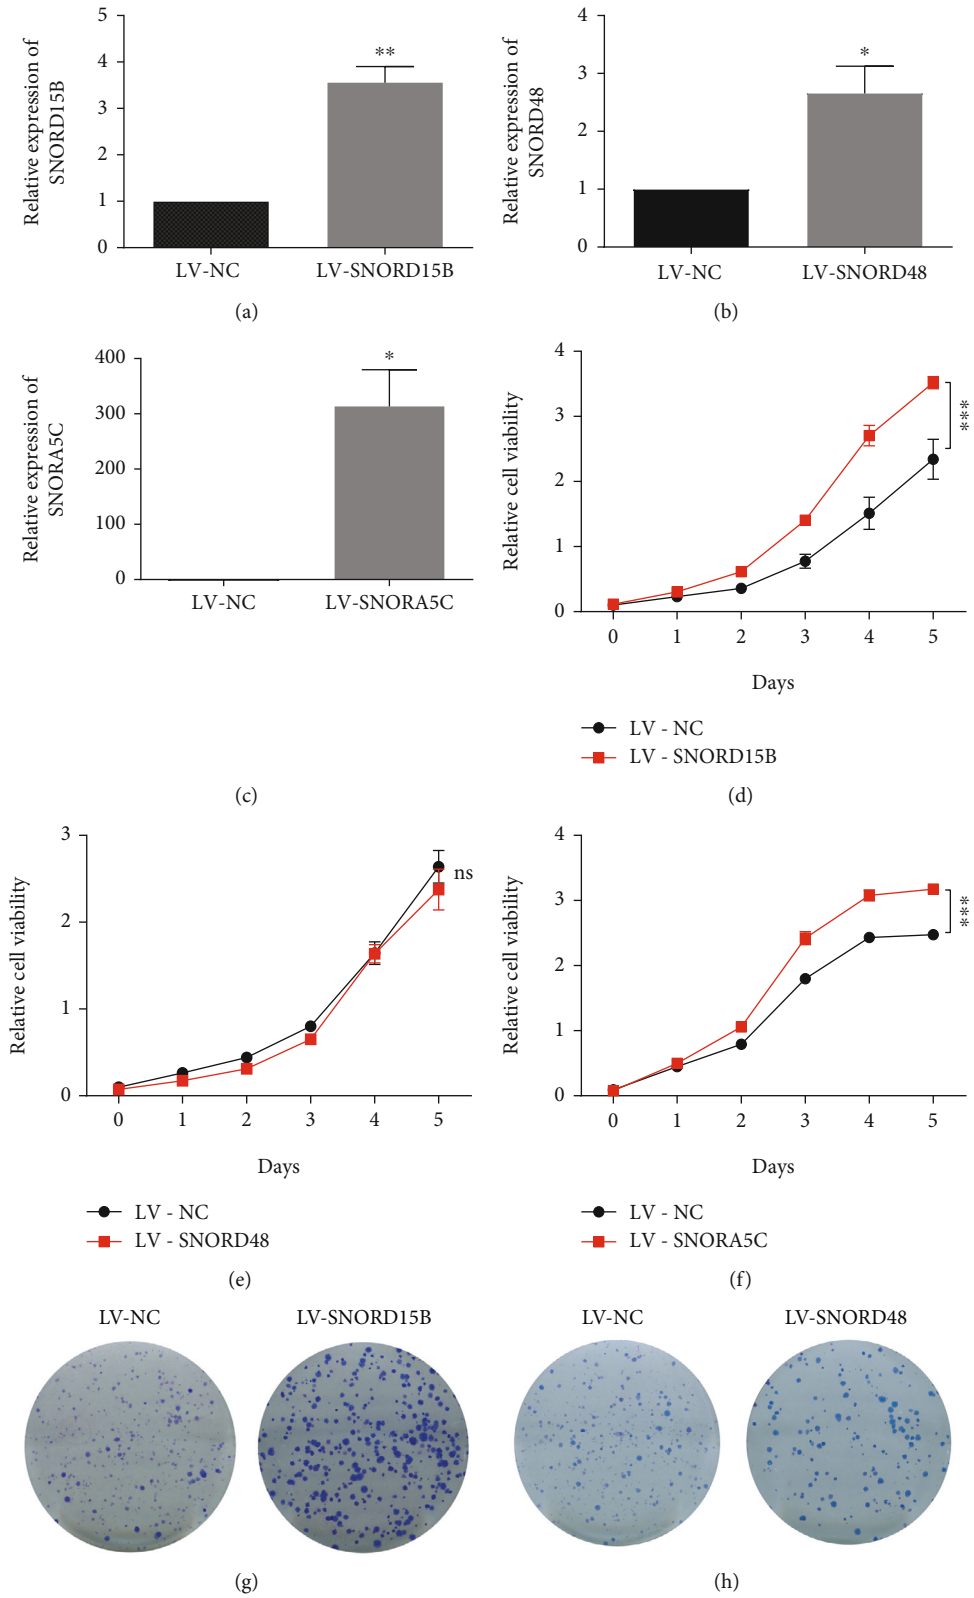 Relative expression of
SNORD15B
5
4
3
2
1
0
**
LV-NC
LV-SNORD15B
(a)
Relative expression of
SNORD48
4
3
2
1
0
*
LV-NC
LV-SNORD48
(b)
Relative expression of
SNORA5C
400
300
200
100
0
*
LV-NC
LV-SNORA5C
(c)
Relative cell viability
4
3
2
1
0
***
0 1 2 3 4 5
Days
LV - NC
LV - SNORD15B
(d)
Relative cell viability
3
2
1
0
ns
0 1 2 3 4 5
Days
LV - NC
LV - SNORD48
(e)
Relative cell viability
4
3
2
1
0
***
0 1 2 3 4 5
Days
LV - NC
LV - SNORA5C
(f)
LV-NC LV-SNORD15B
(g)
LV-NC LV-SNORD48
(h)